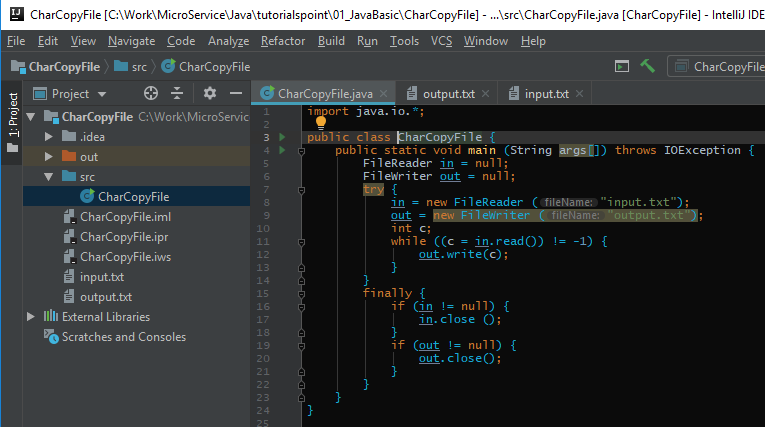 CharCopyFile [C:\Work\MicroService\Java\tutorialspoint\01_JavaBasic\CharCopyFile] - ...\src\CharCopyFile.java [CharCopyFile] - IntelliJ IDE
File Edit View Navigate Code Analyze Refactor Build Run Tools VCS Window Help
CharCopyFile src CharCopyFile CharCopyFile
1: Project
Project
CharCopyFile.java output.txt input.txt
CharCopyFile C:\Work\MicroServic
.idea
out
src
CharCopyFile
CharCopyFile.iml
CharCopyFile.ipr
CharCopyFile.iws
input.txt
output.txt
External Libraries
Scratches and Consoles
1 import java.io.*;
2
3 public class CharCopyFile {
4 public static void main (String args[]) throws IOException {
5 FileReader in = null;
6 FileWriter out = null;
7 try {
8 in = new FileReader ( fileName: "input.txt");
9 out = new FileWriter ( fileName: "output.txt");
10 int c;
11 while ((c = in.read()) != -1) {
12 out.write(c);
13 }
14 }
15 finally {
16 if (in != null) {
17 in.close ();
18 }
19 if (out != null) {
20 out.close();
21 }
22 }
23 }
24 }